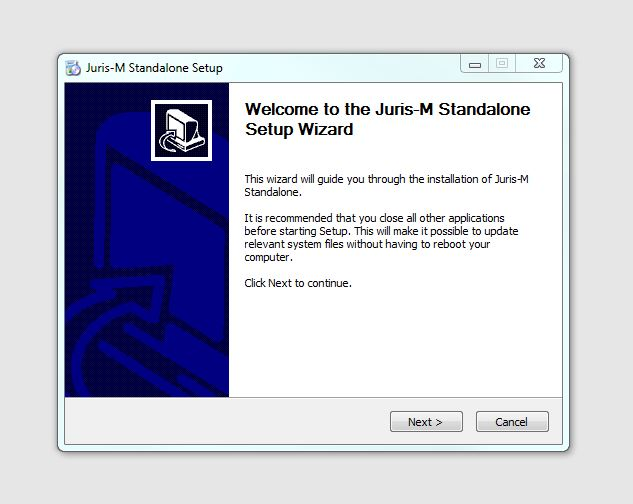 Juris-M Standalone Setup
Welcome to the Juris-M Standalone
Setup Wizard
This wizard will guide you through the installation of Juris-M
Standalone.
It is recommended that you close all other applications
before starting Setup. This will make it possible to update
relevant system files without having to reboot your
computer.
Click Next to continue.
Next >
Cancel